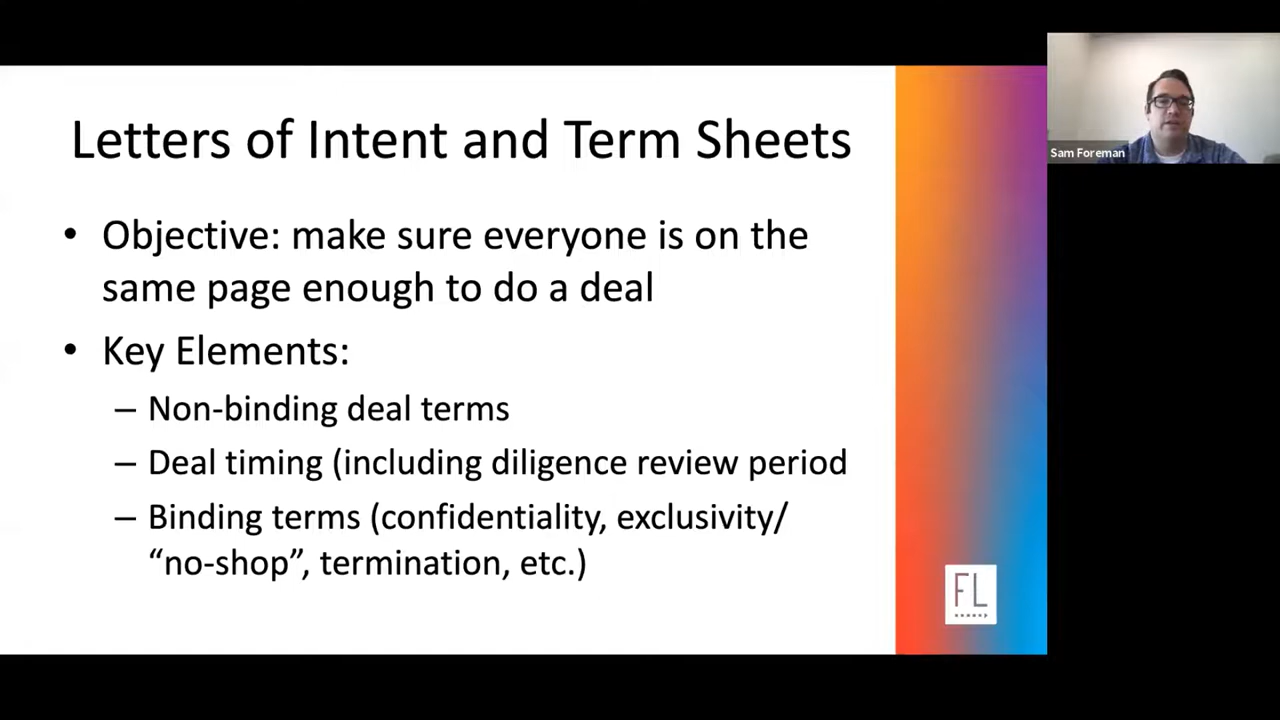 Letters of Intent and Term Sheets
• Objective: make sure everyone is on the
same page enough to do a deal
• Key Elements:
– Non-binding deal terms
– Deal timing (including diligence review period
– Binding terms (confidentiality, exclusivity/
“no-shop”, termination, etc.)
FL
Sam Foreman